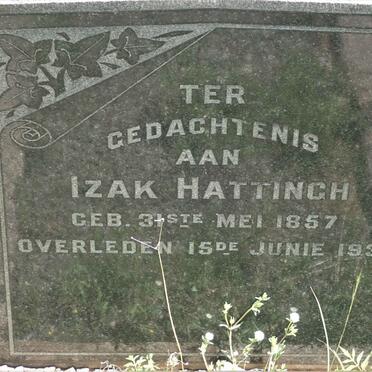 TER
GEDACHTENIS
AAN
IZAK HATTINGH
GEB. 31STE MEI 1857
OVERLEDEN 15DE JUNIE